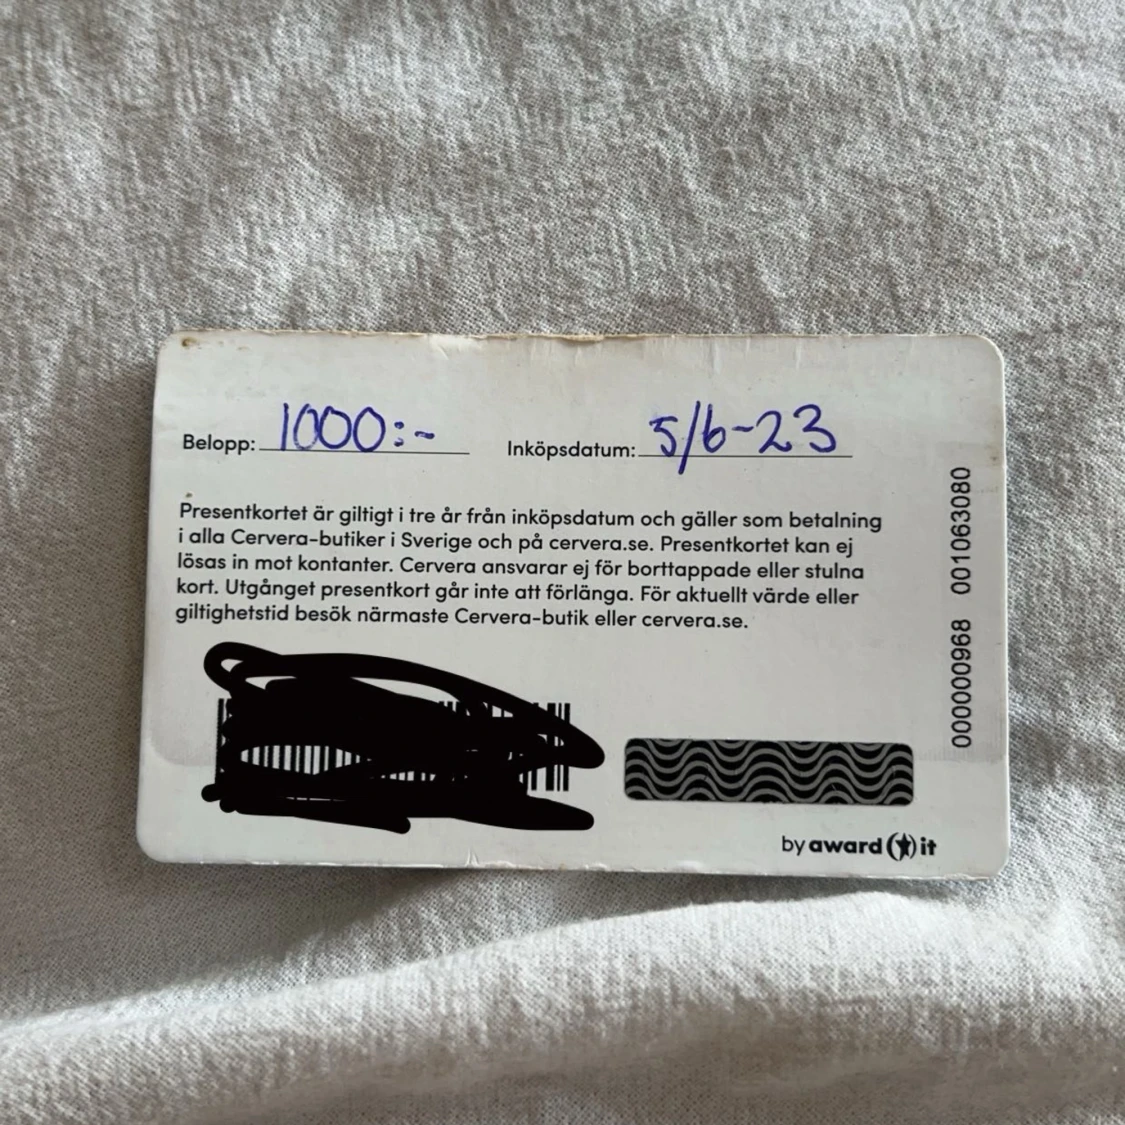 Belopp: 1000:- Inköpsdatum: 5/6-23
Presentkortet är giltigt i tre år från inköpsdatum och gäller som betalning
i alla Cervera-butiker i Sverige och på cervera.se. Presentkortet kan ej
lösas in mot kontanter. Cervera ansvarar ej för borttappade eller stulna
kort. Utgånget presentkort går inte att förlänga. För aktuellt värde eller
giltighetstid besök närmaste Cervera-butik eller cervera.se.
000000968 001063080
by award it